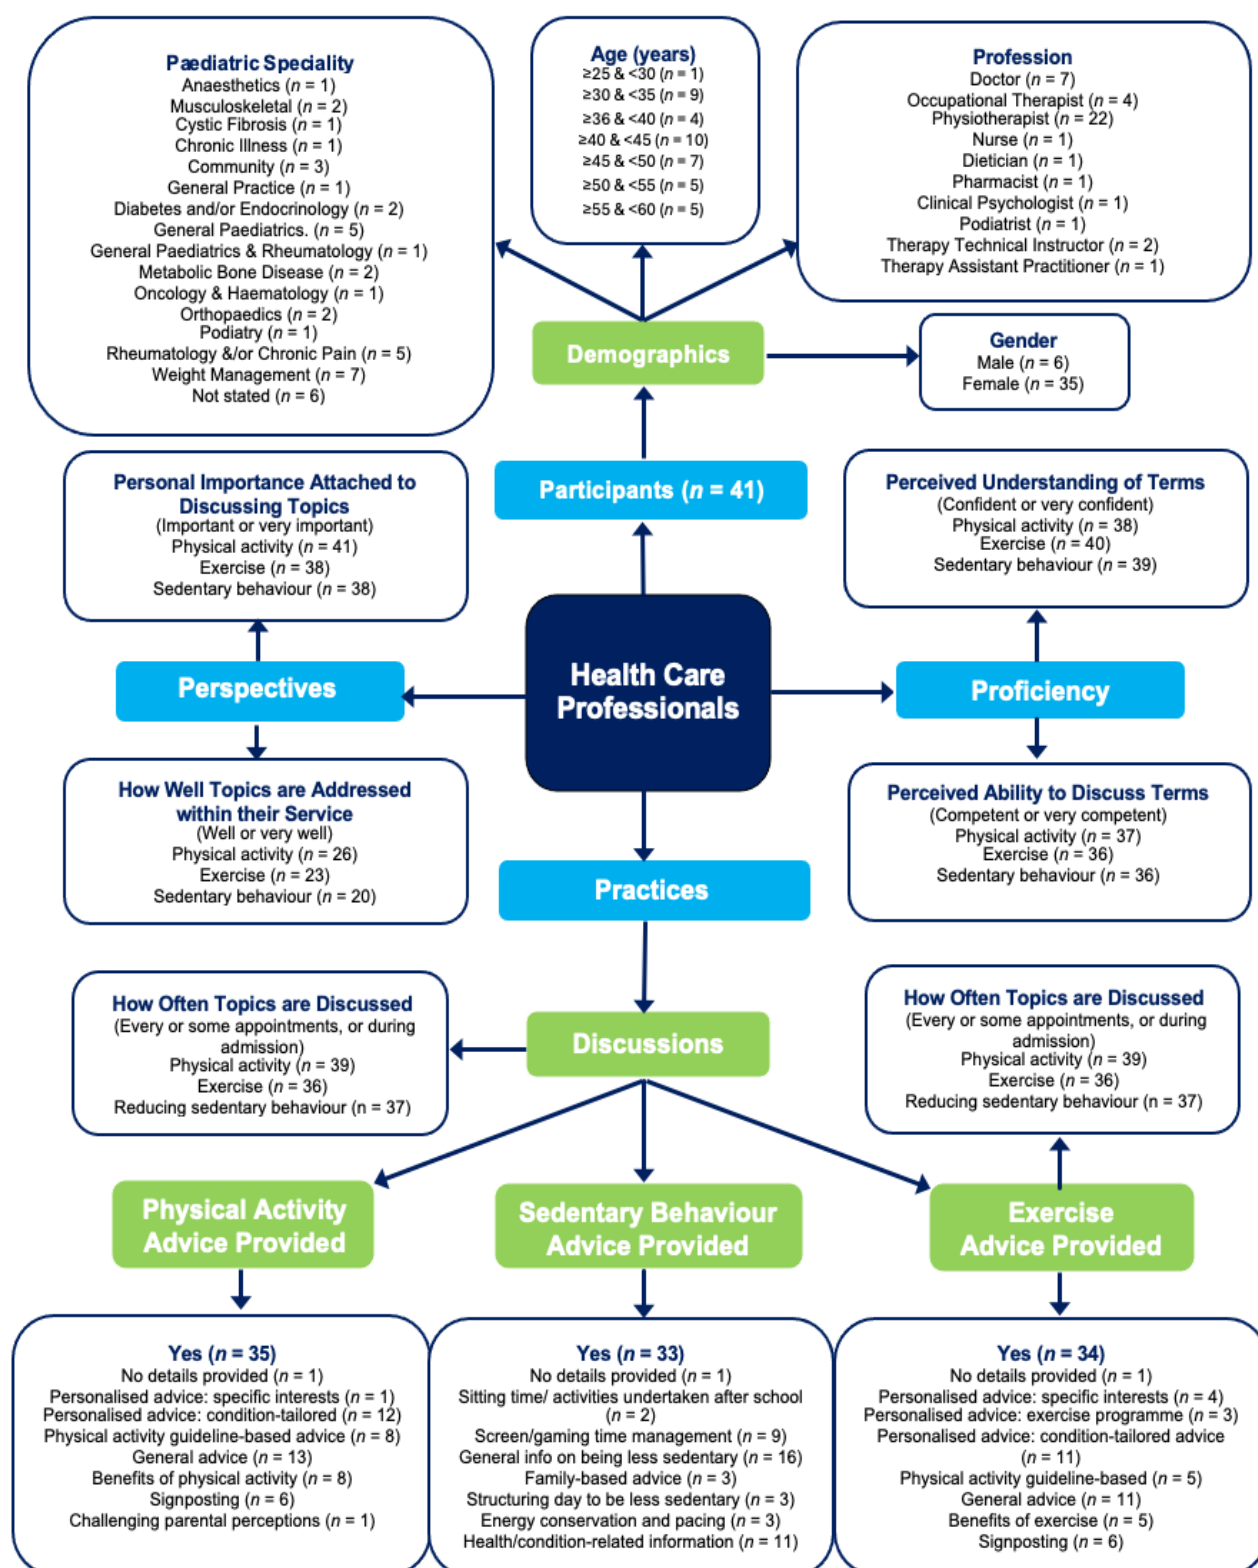 Pædiatric Speciality
Anaesthetics (n = 1)
Musculoskeletal (n = 2)
Cystic Fibrosis (n = 1)
Chronic Illness (n = 1)
Community (n = 3)
General Practice (n = 1)
Diabetes and/or Endocrinology (n = 2)
General Paediatrics. (n = 5)
General Paediatrics & Rheumatology (n = 1)
Metabolic Bone Disease (n = 2)
Oncology & Haematology (n = 1)
Orthopaedics (n = 2)
Podiatry (n = 1)
Rheumatology &/or Chronic Pain (n = 5)
Weight Management (n = 7)
Not stated (n = 6)
Age (years)
≥25 & <30 (n = 1)
≥30 & <35 (n = 9)
≥36 & <40 (n = 4)
≥40 & <45 (n = 10)
≥45 & <50 (n = 7)
≥50 & <55 (n = 5)
≥55 & <60 (n = 5)
Profession
Doctor (n = 7)
Occupational Therapist (n = 4)
Physiotherapist (n = 22)
Nurse (n = 1)
Dietician (n = 1)
Pharmacist (n = 1)
Clinical Psychologist (n = 1)
Podiatrist (n = 1)
Therapy Technical Instructor (n = 2)
Therapy Assistant Practitioner (n = 1)
Demographics
Gender
Male (n = 6)
Female (n = 35)
Participants (n = 41)
Personal Importance Attached to
Discussing Topics
(Important or very important)
Physical activity (n = 41)
Exercise (n = 38)
Sedentary behaviour (n = 38)
Perceived Understanding of Terms
(Confident or very confident)
Physical activity (n = 38)
Exercise (n = 40)
Sedentary behaviour (n = 39)
Health Care
Professionals
Perspectives
Proficiency
How Well Topics are Addressed
within their Service
(Well or very well)
Physical activity (n = 26)
Exercise (n = 23)
Sedentary behaviour (n = 20)
Perceived Ability to Discuss Terms
(Competent or very competent)
Physical activity (n = 37)
Exercise (n = 36)
Sedentary behaviour (n = 36)
Practices
How Often Topics are Discussed
(Every or some appointments, or during
admission)
Physical activity (n = 39)
Exercise (n = 36)
Reducing sedentary behaviour (n = 37)
Discussions
How Often Topics are Discussed
(Every or some appointments, or during
admission)
Physical activity (n = 39)
Exercise (n = 36)
Reducing sedentary behaviour (n = 37)
Physical Activity
Advice Provided
Sedentary Behaviour
Advice Provided
Exercise
Advice Provided
Yes (n = 35)
No details provided (n = 1)
Personalised advice: specific interests (n = 1)
Personalised advice: condition-tailored (n = 12)
Physical activity guideline-based advice (n = 8)
General advice (n = 13)
Benefits of physical activity (n = 8)
Signposting (n = 6)
Challenging parental perceptions (n = 1)
Yes (n = 33)
No details provided (n = 1)
Sitting time/ activities undertaken after school
(n = 2)
Screen/gaming time management (n = 9)
General info on being less sedentary (n = 16)
Family-based advice (n = 3)
Structuring day to be less sedentary (n = 3)
Energy conservation and pacing (n = 3)
Health/condition-related information (n = 11)
Yes (n = 34)
No details provided (n = 1)
Personalised advice: specific interests (n = 4)
Personalised advice: exercise programme (n = 3)
Personalised advice: condition-tailored advice
(n = 11)
Physical activity guideline-based (n = 5)
General advice (n = 11)
Benefits of exercise (n = 5)
Signposting (n = 6)